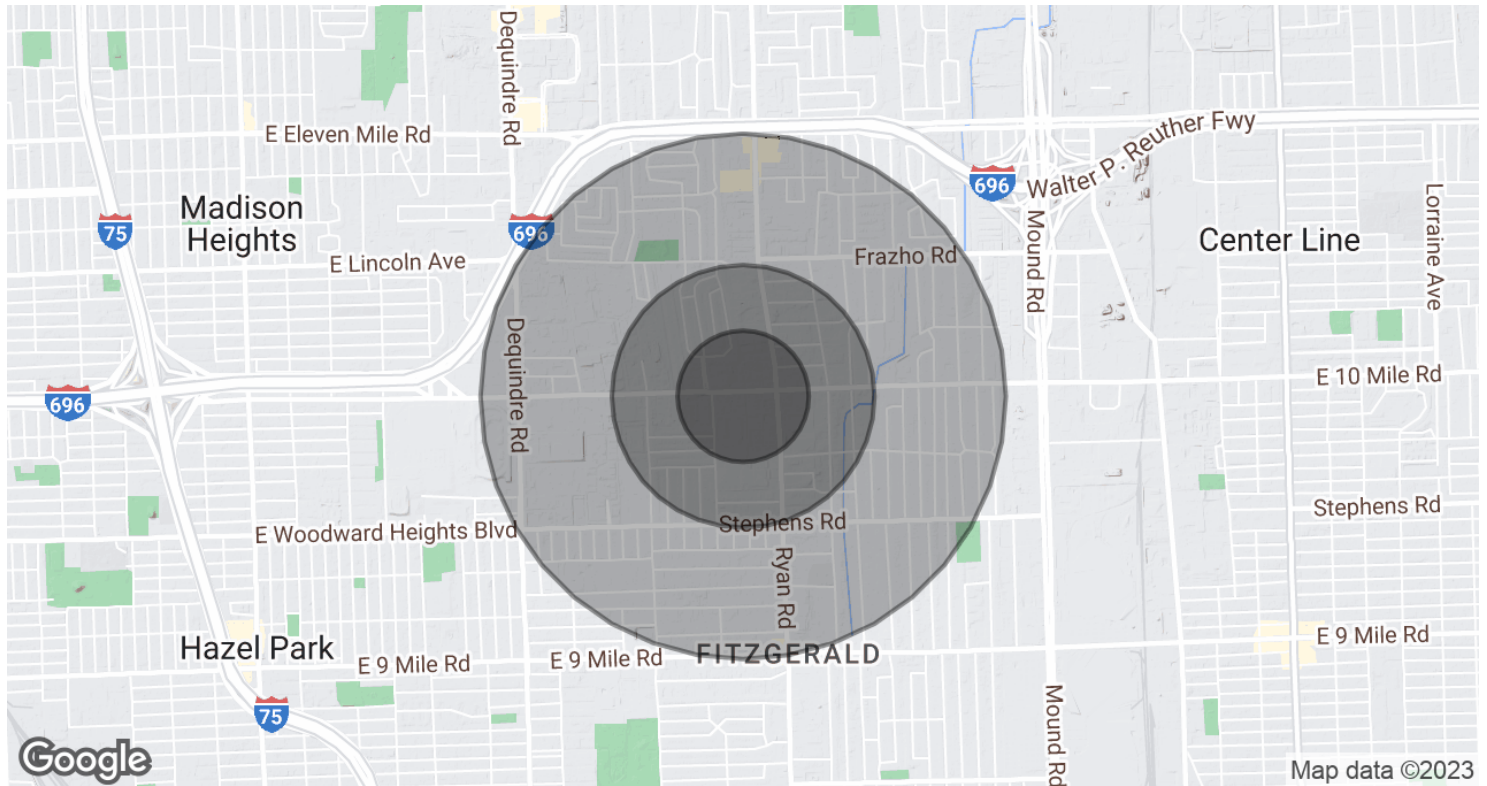 Dequindre Rd
E Eleven Mile Rd
Walter P. Reuther Fwy
696
Madison
Heights
75
696
Lorraine Ave
Mound Rd
Center Line
E Lincoln Ave
Frazho Rd
Dequindre Rd
E 10 Mile Rd
696
Stephens Rd
E Woodward Heights Blvd
Stephens Rd
Ryan Rd
Hazel Park
E 9 Mile Rd
E 9 Mile Rd
FITZGERALD
E 9 Mile Rd
75
Mound Rd
Google
Map data ©2023